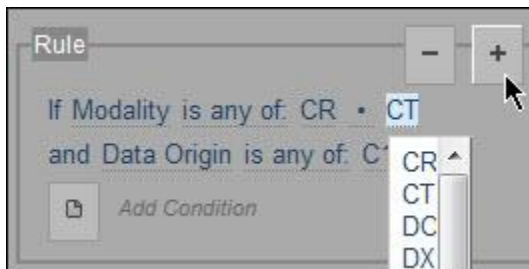 Rule
− +
If Modality is any of: CR • CT
and Data Origin is any of:
CR
CT
DC
DX
Add Condition